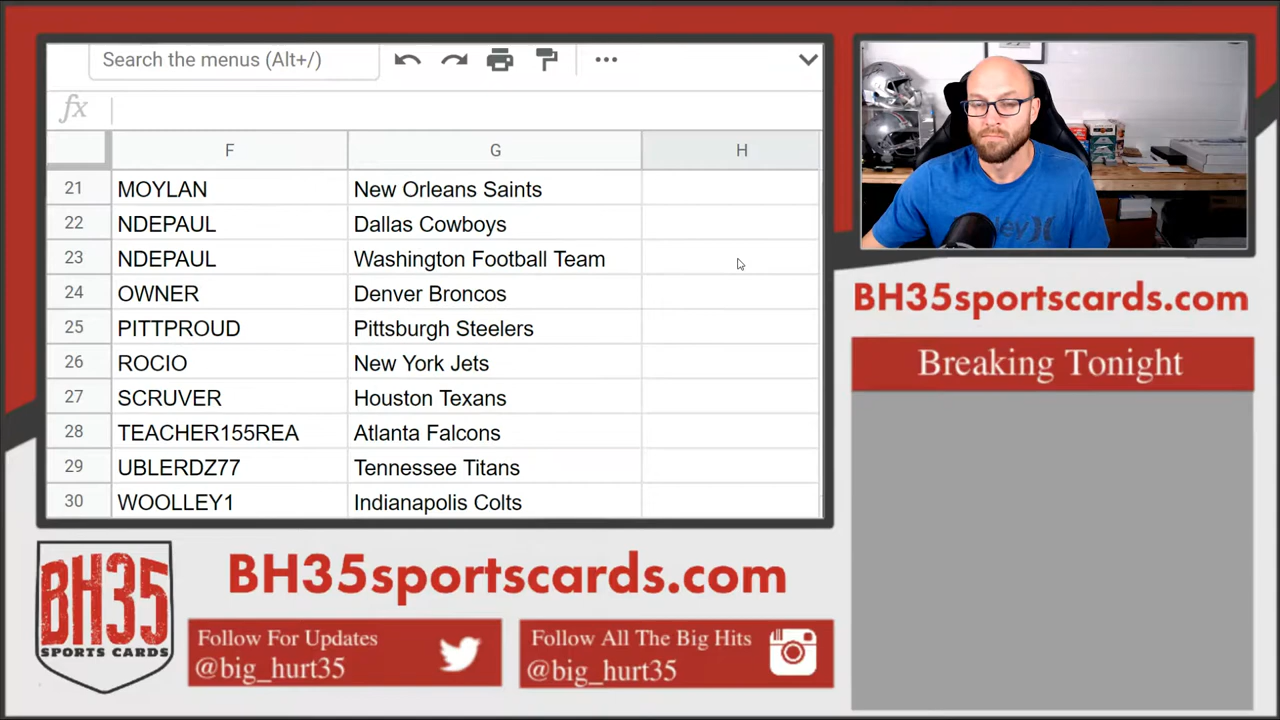 Search the menus (Alt+/)
fx
F G H
21 MOYLAN New Orleans Saints
22 NDEPAUL Dallas Cowboys
23 NDEPAUL Washington Football Team
24 OWNER Denver Broncos
25 PITTPROUD Pittsburgh Steelers
26 ROCIO New York Jets
27 SCRUVER Houston Texans
28 TEACHER155REA Atlanta Falcons
29 UBLERDZ77 Tennessee Titans
30 WOOLLEY1 Indianapolis Colts
BH35sportscards.com
Breaking Tonight
BH35
SPORTS CARDS
BH35sportscards.com
Follow For Updates
@big_hurt35
Follow All The Big Hits
@big_hurt35